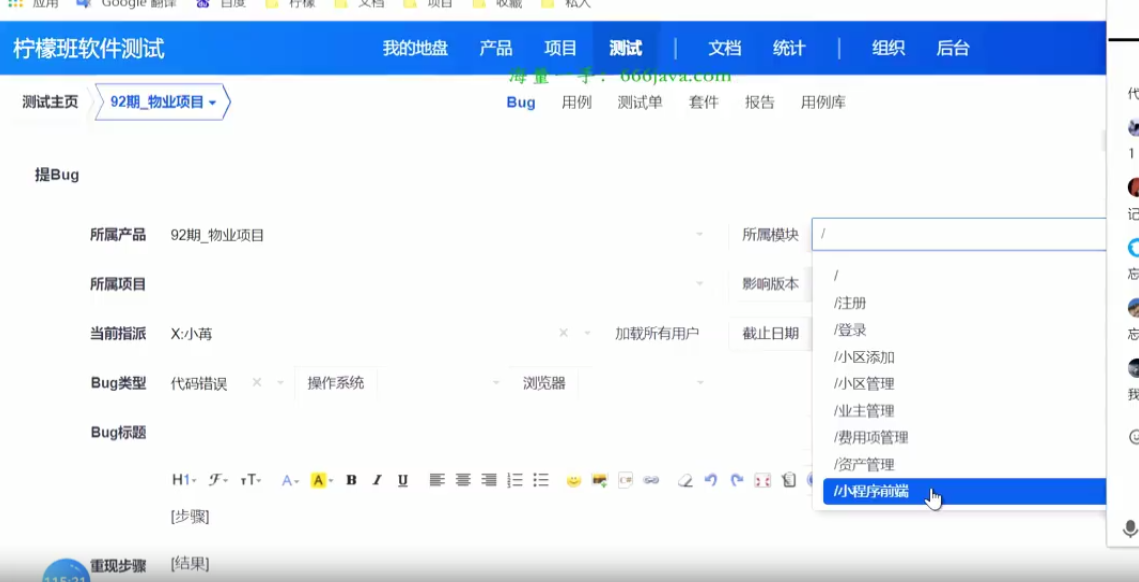 应用 Google 翻译 百度 柠檬 文档 项目 收藏 私人
柠檬班软件测试 我的地盘 产品 项目 测试 文档 统计 组织 后台
海量一手：666java.com
测试主页 92期_物业项目 Bug 用例 测试单 套件 报告 用例库
提Bug
所属产品 92期_物业项目 所属模块 /
所属项目 影响版本
当前指派 X:小苒 × 加载所有用户 截止日期
Bug类型 代码错误 × 操作系统 浏览器
Bug标题
/
/注册
/登录
/小区添加
/小区管理
/业主管理
/费用项管理
/资产管理
/小程序前端
H1 F TT A A B I U
[步骤]
重现步骤 [结果]
代
1
记
忘
忘
我